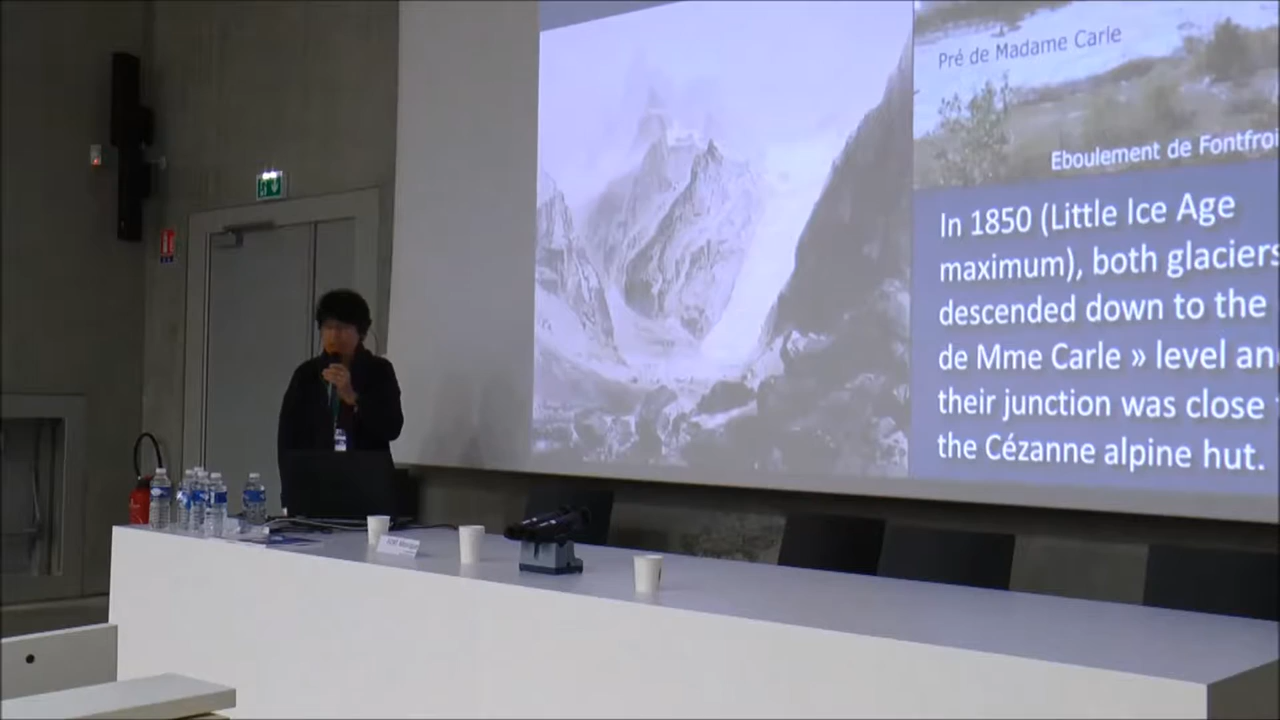 Pré de Madame Carle
Eboulement de Fontfroi
In 1850 (Little Ice Age
maximum), both glaciers
descended down to the
de Mme Carle » level an
their junction was close
the Cézanne alpine hut.